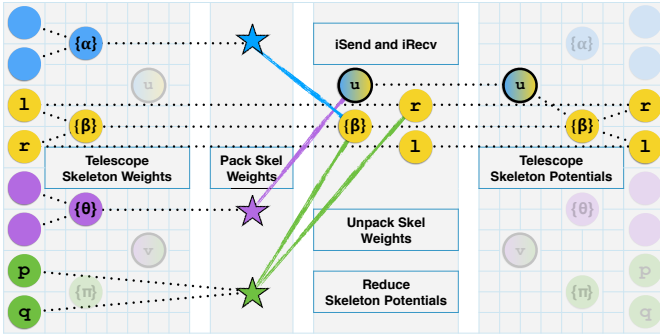 {α}
{α}
iSend and iRecv
u
u
u
l
r
r
{β}
{β}
{β}
r
l
l
Telescope
Skeleton Weights
Pack Skel
Weights
Telescope
Skeleton Potentials
{θ}
{θ}
Unpack Skel
Weights
v
v
p
p
{π}
{π}
Reduce
Skeleton Potentials
q
q